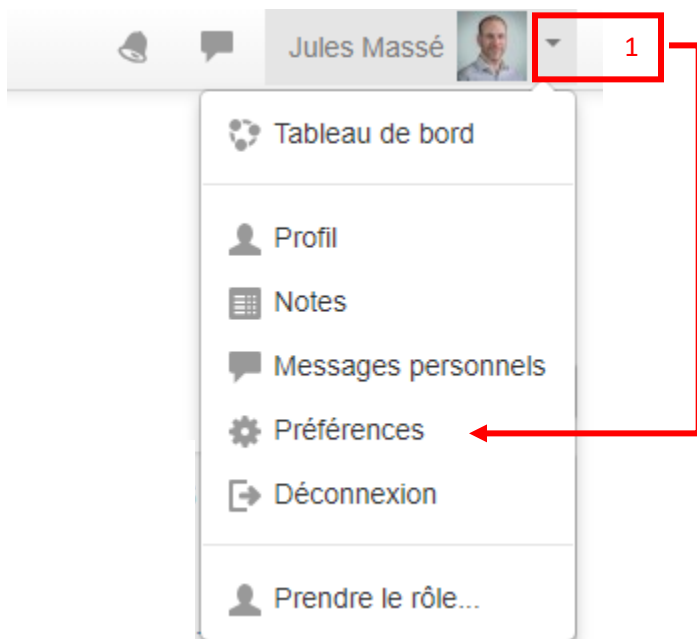 Jules Massé 1
Tableau de bord
Profil
Notes
Messages personnels
Préférences
Déconnexion
Prendre le rôle...